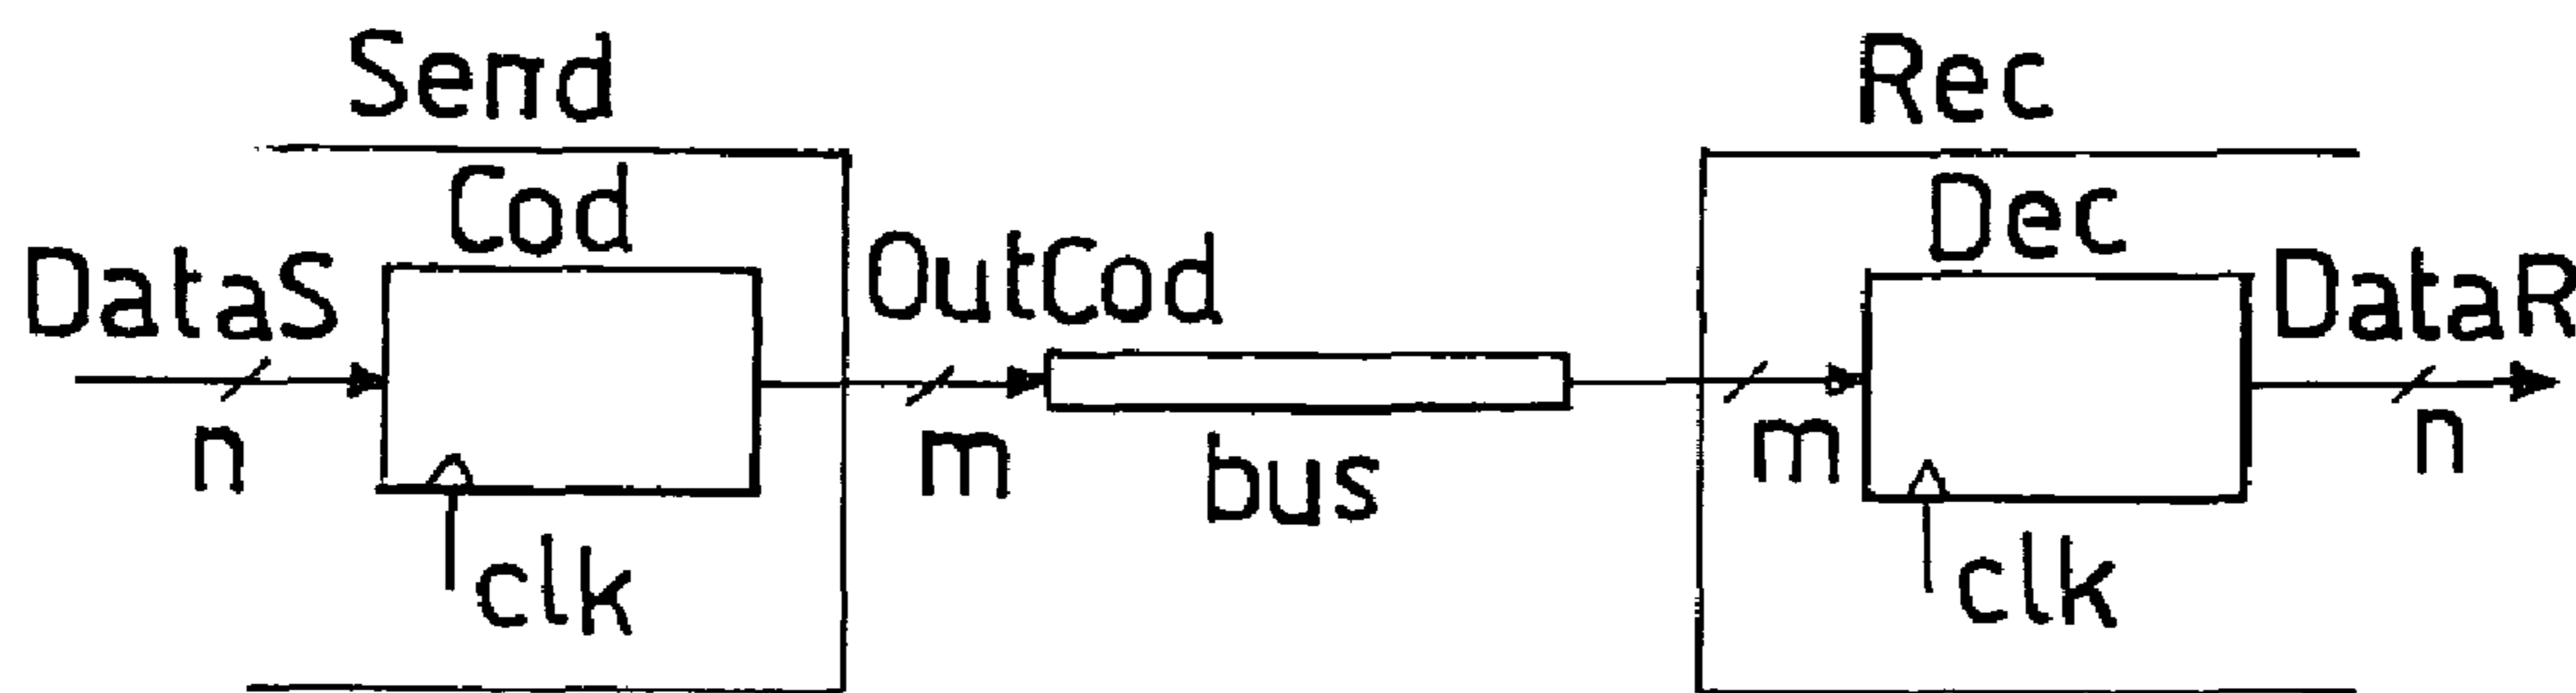 Send
Rec
Cod
Dec
DataS
OutCod
DataR
n
m
bus
m
n
clk
clk